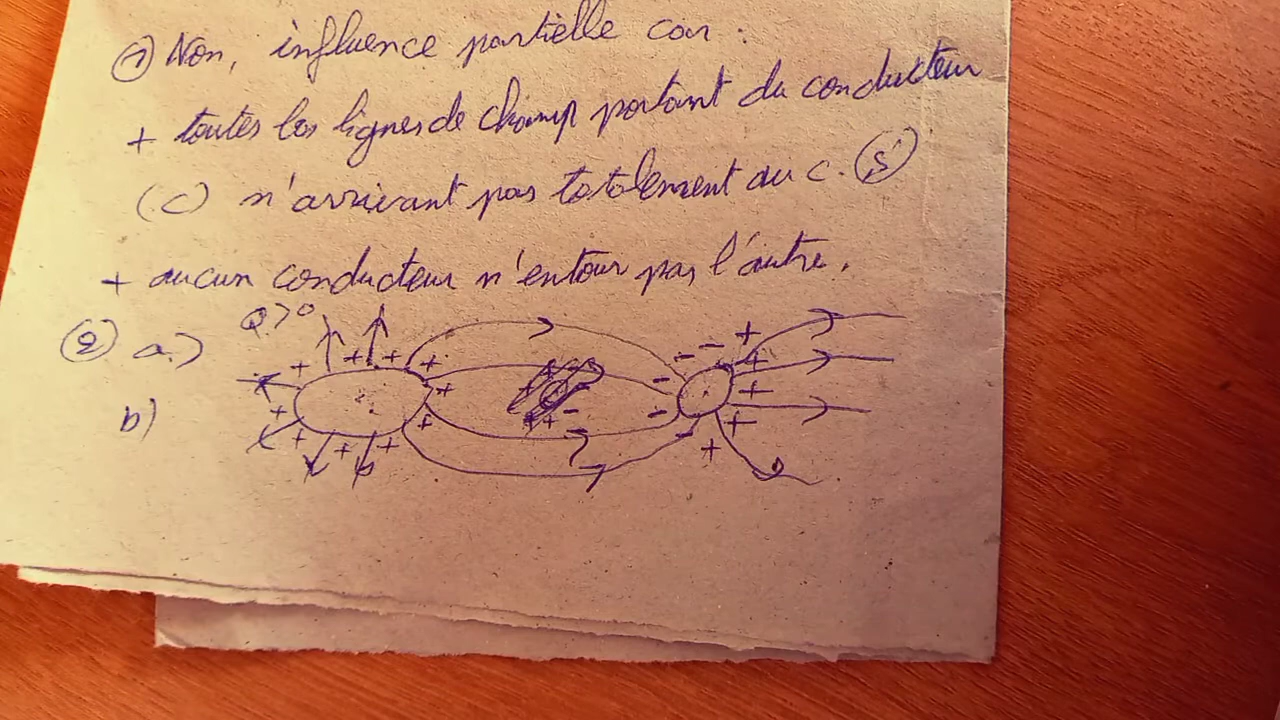 ① Non, influence partielle car :
+ toutes les lignes de champ partant du conducteur
(C) n'arrivant pas totalement au c. (S')
+ aucun conducteur n'entour pas l'autre.
② a.) Q>0
b)